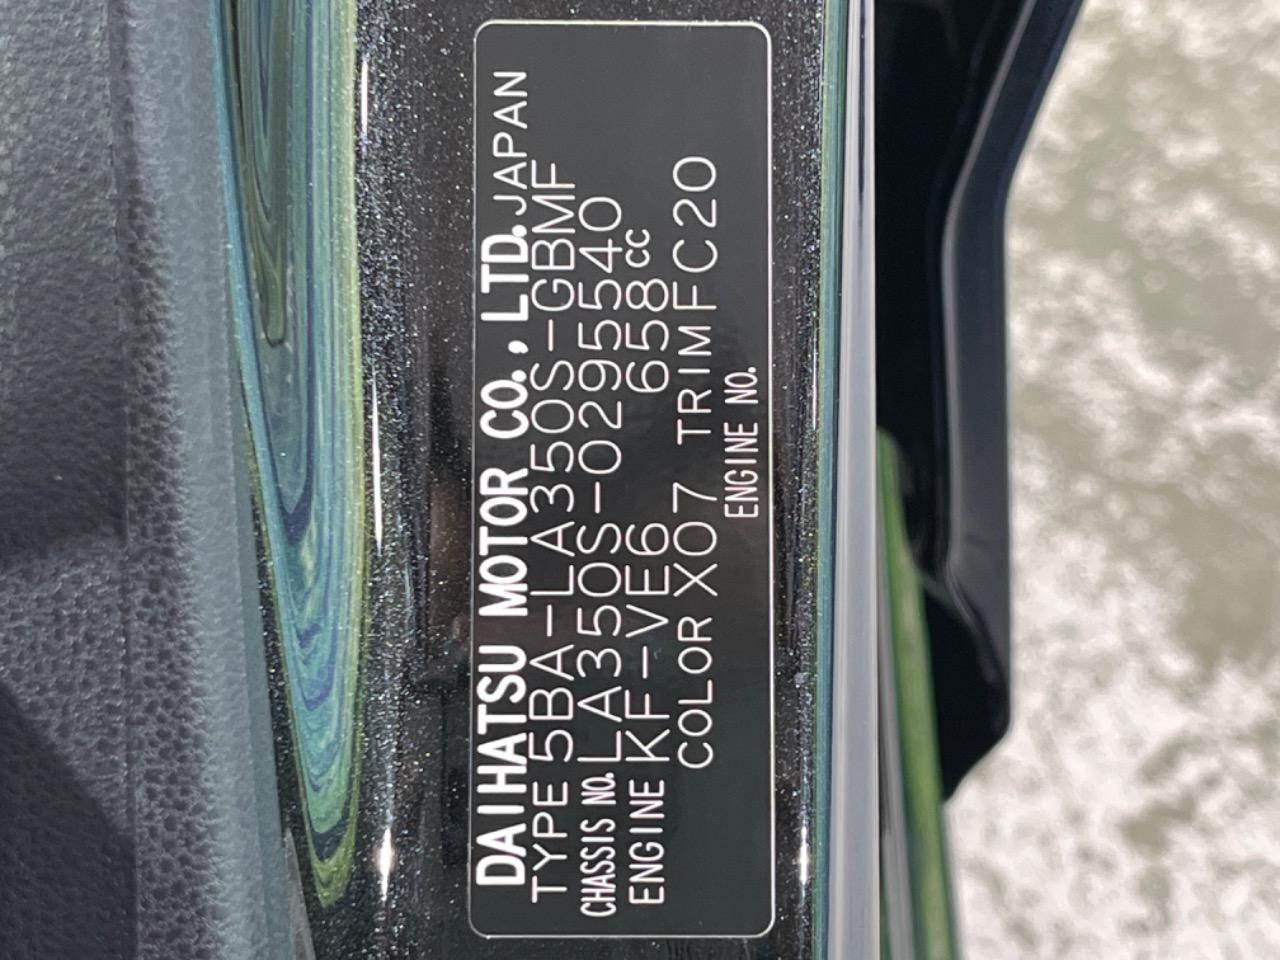 DAIHATSU MOTOR CO., LTD. JAPAN
TYPE 5BA-LA350S-GBMF
CHASSIS NO. LA350S-0295540
ENGINE KF-VE6 658cc
COLOR X07 TRIM FC20
ENGINE NO.